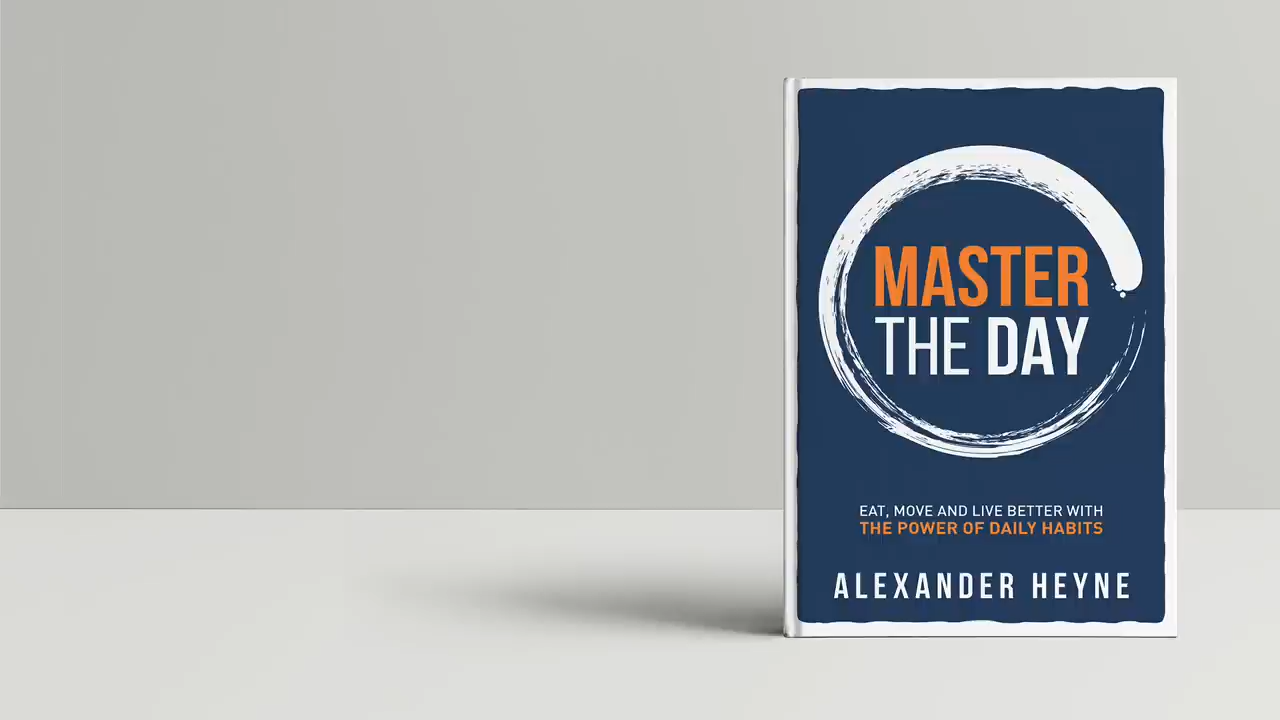 MASTER
THE DAY
EAT, MOVE AND LIVE BETTER WITH
THE POWER OF DAILY HABITS
ALEXANDER HEYNE